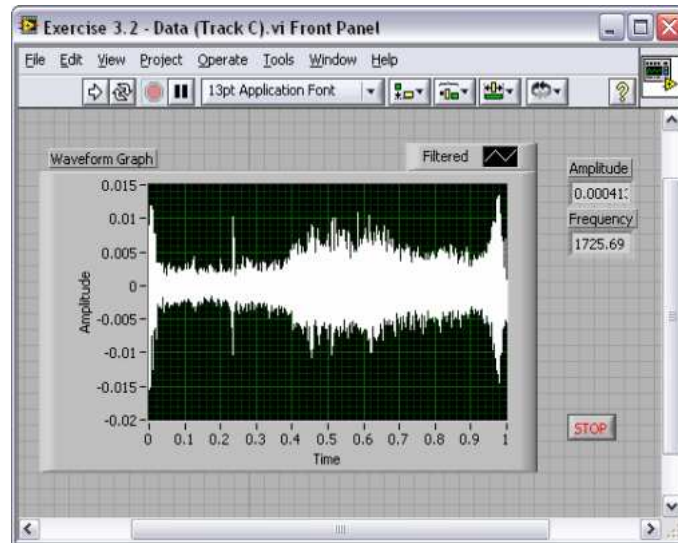 Exercise 3.2 - Data (Track C).vi Front Panel
File Edit View Project Operate Tools Window Help
13pt Application Font
Waveform Graph
Filtered
Amplitude
0.015
0.01
0.005
0
-0.005
-0.01
-0.015
-0.02
0 0.1 0.2 0.3 0.4 0.5 0.6 0.7 0.8 0.9 1
Time
Amplitude
0.000413
Frequency
1725.69
STOP